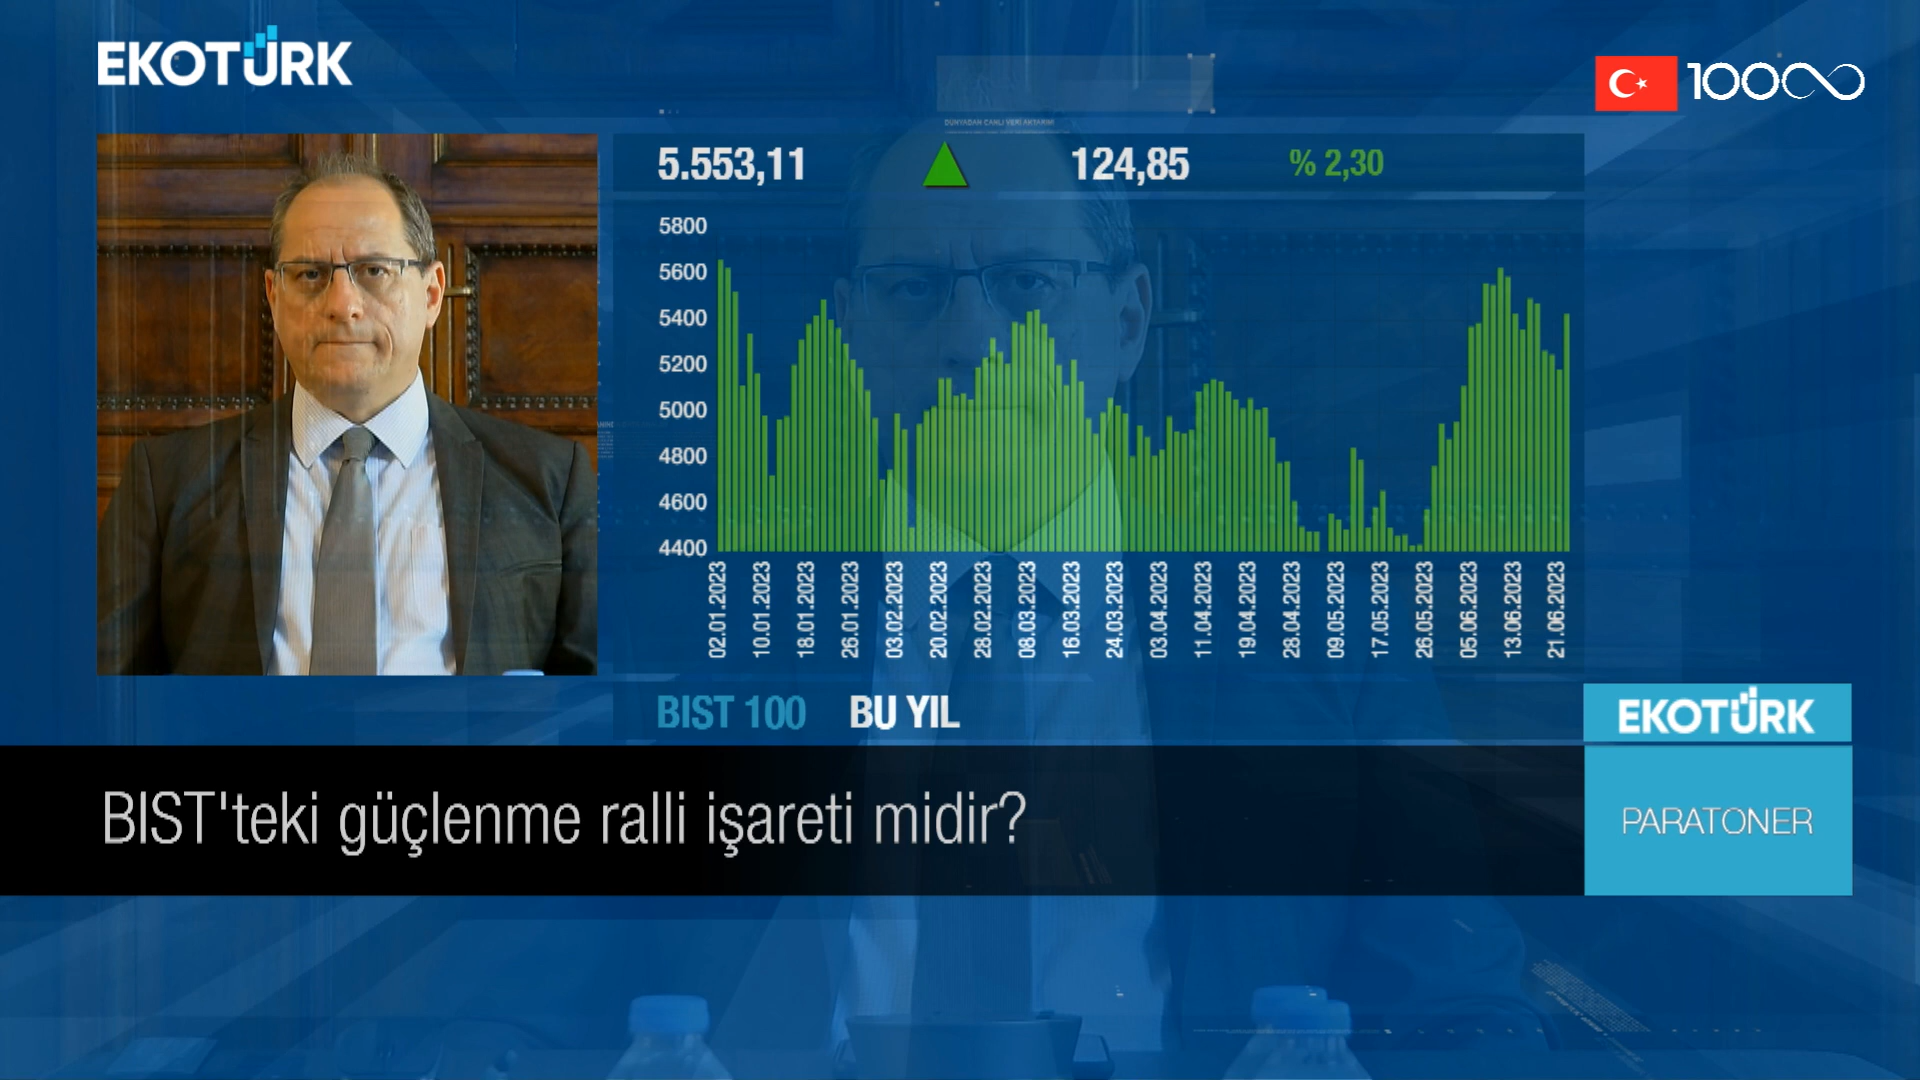 EKOTÜRK
100
DÜNYADAN CANLI VERİ AKTARIMI
5.553,11 124,85 % 2,30
5800
5600
5400
5200
5000
4800
4600
4400
02.01.2023 10.01.2023 18.01.2023 26.01.2023 03.02.2023 20.02.2023 28.02.2023 08.03.2023 16.03.2023 24.03.2023 03.04.2023 11.04.2023 19.04.2023 28.04.2023 09.05.2023 17.05.2023 26.05.2023 05.06.2023 13.06.2023 21.06.2023
BIST 100 BU YIL
EKOTÜRK
BIST'teki güçlenme ralli işareti midir?
PARATONER